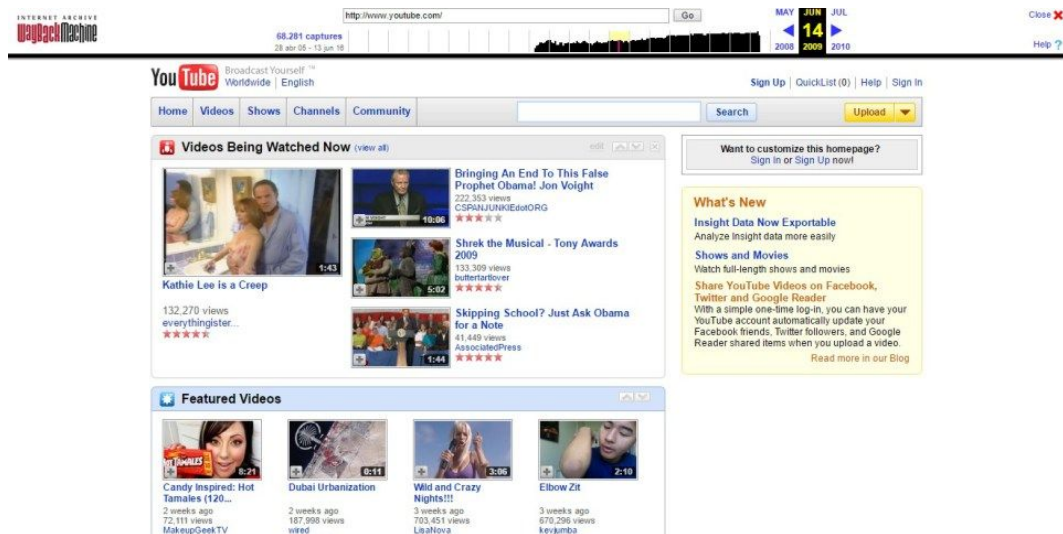 INTERNET ARCHIVE
WayBackMachine
http://www.youtube.com/
Go
68.281 captures
28 abr 05 - 13 jun 16
MAY JUN JUL
14
2008 2009 2010
Close
Help ?
YouTube
Broadcast Yourself ™
Worldwide | English
Sign Up | QuickList (0) | Help | Sign In
Home Videos Shows Channels Community
Search
Upload
Videos Being Watched Now (view all)
edit
1:43
Kathie Lee is a Creep
132,270 views
everythingister...
10:06
Bringing An End To This False
Prophet Obama! Jon Voight
222,353 views
CSPANJUNKIEdotORG
5:02
Shrek the Musical - Tony Awards
2009
133,309 views
buttertartlover
1:44
Skipping School? Just Ask Obama
for a Note
41,449 views
AssociatedPress
Want to customize this homepage?
Sign In or Sign Up now!
What's New
Insight Data Now Exportable
Analyze Insight data more easily
Shows and Movies
Watch full-length shows and movies
Share YouTube Videos on Facebook,
Twitter and Google Reader
With a simple one-time log-in, you can have your
YouTube account automatically update your
Facebook friends, Twitter followers, and Google
Reader shared items when you upload a video.
Read more in our Blog
Featured Videos
HOT TAMALES
8:21
Candy Inspired: Hot
Tamales (120...
2 weeks ago
72,111 views
MakeupGeekTV
0:11
Dubai Urbanization
2 weeks ago
187,998 views
wired
3:06
Wild and Crazy
Nights!!!
3 weeks ago
703,451 views
LisaNova
2:10
Elbow Zit
3 weeks ago
670,296 views
kevjumba